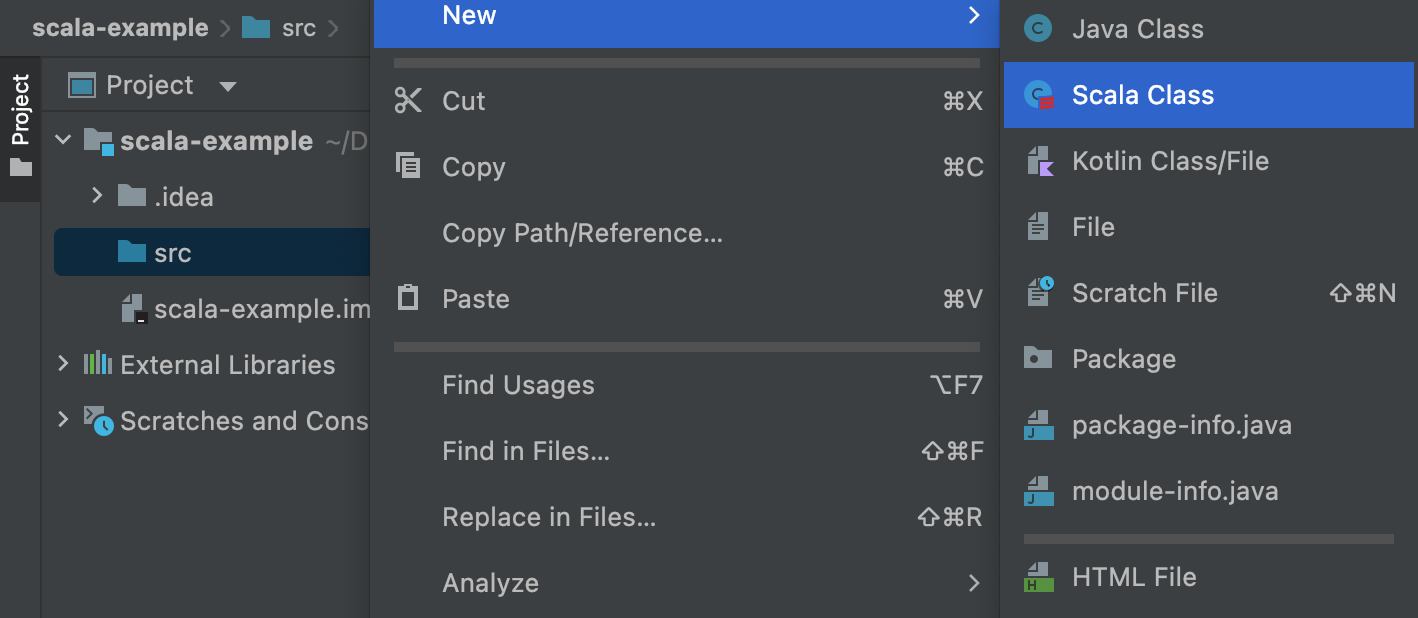 scala-example
src
Project
Project
scala-example ~/D
.idea
src
scala-example.im
External Libraries
Scratches and Cons
New
Cut ⌘X
Copy ⌘C
Copy Path/Reference...
Paste ⌘V
Find Usages ⌥F7
Find in Files... ⇧⌘F
Replace in Files... ⇧⌘R
Analyze
Java Class
Scala Class
Kotlin Class/File
File
Scratch File ⇧⌘N
Package
package-info.java
module-info.java
HTML File